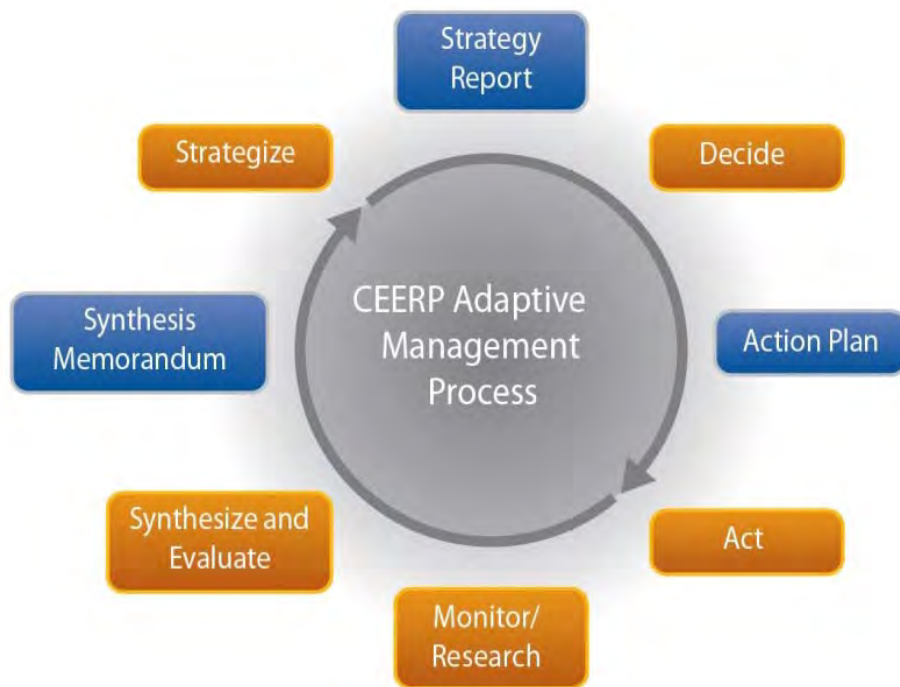 Strategy
Report
Strategize
Decide
CEERP Adaptive
Management
Process
Synthesis
Memorandum
Action Plan
Synthesize and
Evaluate
Act
Monitor/
Research